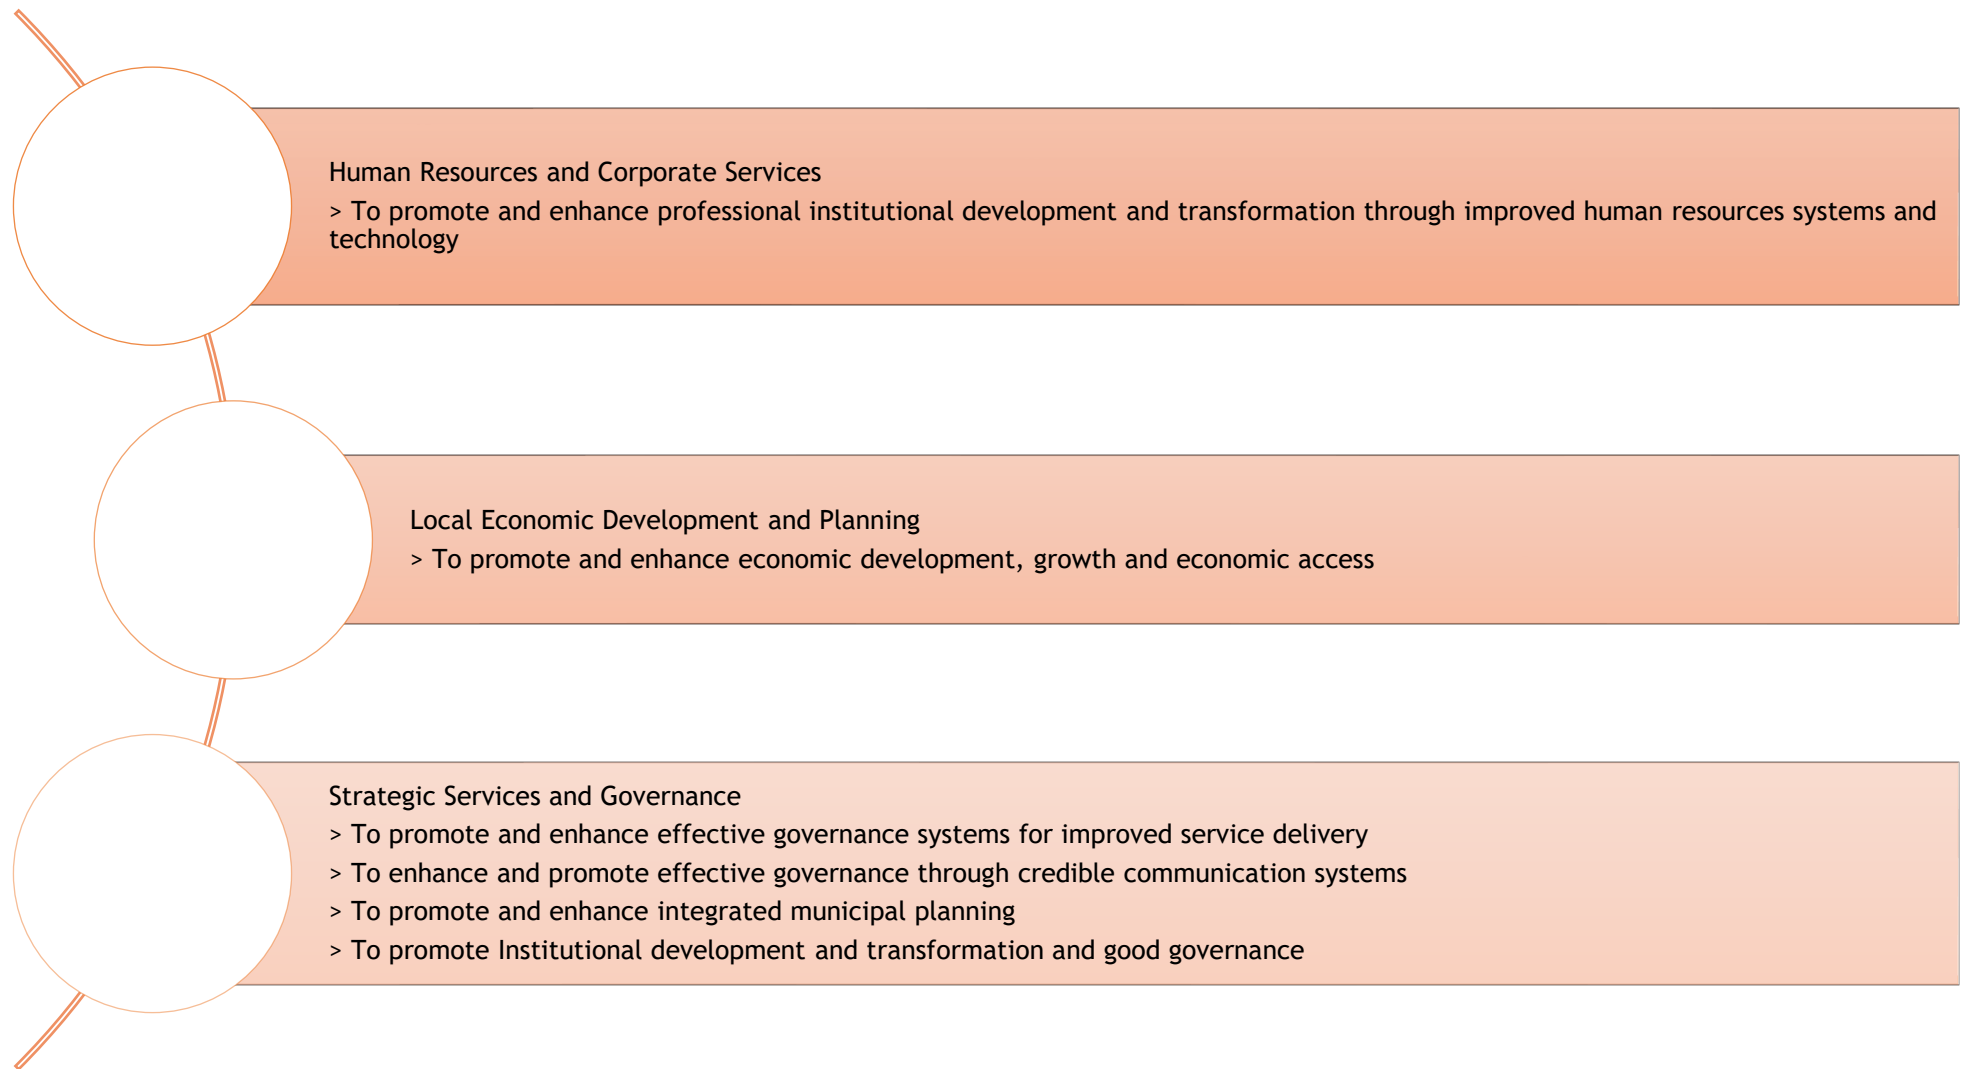 Human Resources and Corporate Services
> To promote and enhance professional institutional development and transformation through improved human resources systems and
technology
Local Economic Development and Planning
> To promote and enhance economic development, growth and economic access
Strategic Services and Governance
> To promote and enhance effective governance systems for improved service delivery
> To enhance and promote effective governance through credible communication systems
> To promote and enhance integrated municipal planning
> To promote Institutional development and transformation and good governance